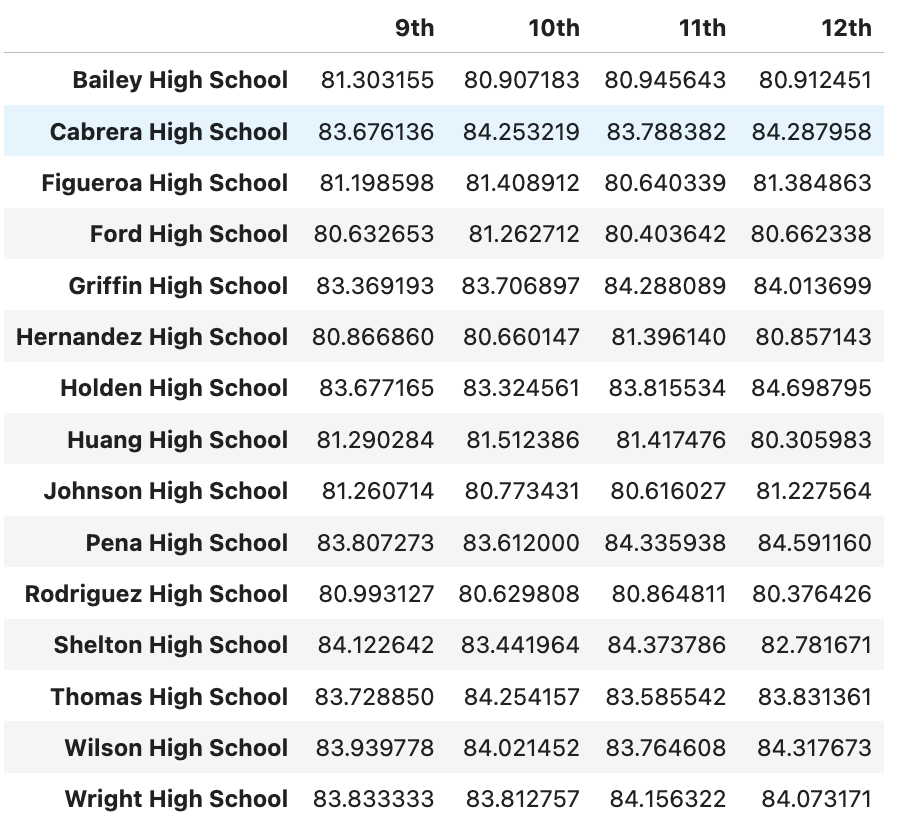 9th 10th 11th 12th
Bailey High School 81.303155 80.907183 80.945643 80.912451
Cabrera High School 83.676136 84.253219 83.788382 84.287958
Figueroa High School 81.198598 81.408912 80.640339 81.384863
Ford High School 80.632653 81.262712 80.403642 80.662338
Griffin High School 83.369193 83.706897 84.288089 84.013699
Hernandez High School 80.866860 80.660147 81.396140 80.857143
Holden High School 83.677165 83.324561 83.815534 84.698795
Huang High School 81.290284 81.512386 81.417476 80.305983
Johnson High School 81.260714 80.773431 80.616027 81.227564
Pena High School 83.807273 83.612000 84.335938 84.591160
Rodriguez High School 80.993127 80.629808 80.864811 80.376426
Shelton High School 84.122642 83.441964 84.373786 82.781671
Thomas High School 83.728850 84.254157 83.585542 83.831361
Wilson High School 83.939778 84.021452 83.764608 84.317673
Wright High School 83.833333 83.812757 84.156322 84.073171